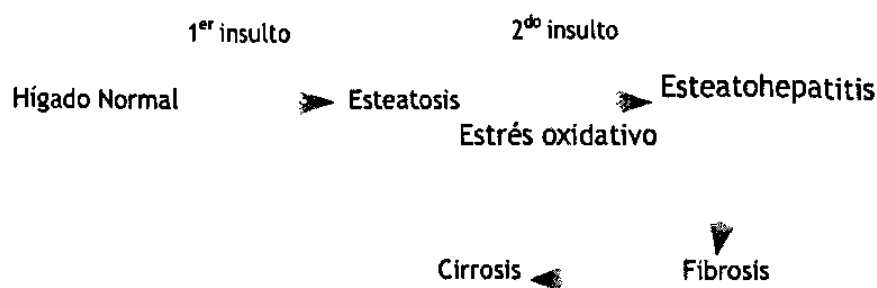 1er insulto 2do insulto
Hígado Normal Esteatosis Esteatohepatitis
Estrés oxidativo
Cirrosis Fibrosis